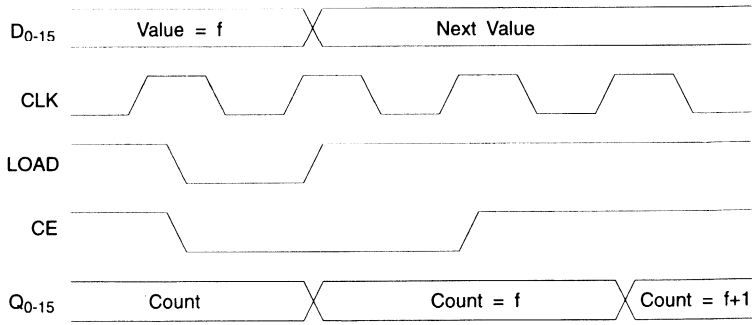 D0-15 Value = f Next Value
CLK
LOAD
CE
Q0-15 Count Count = f Count = f+1